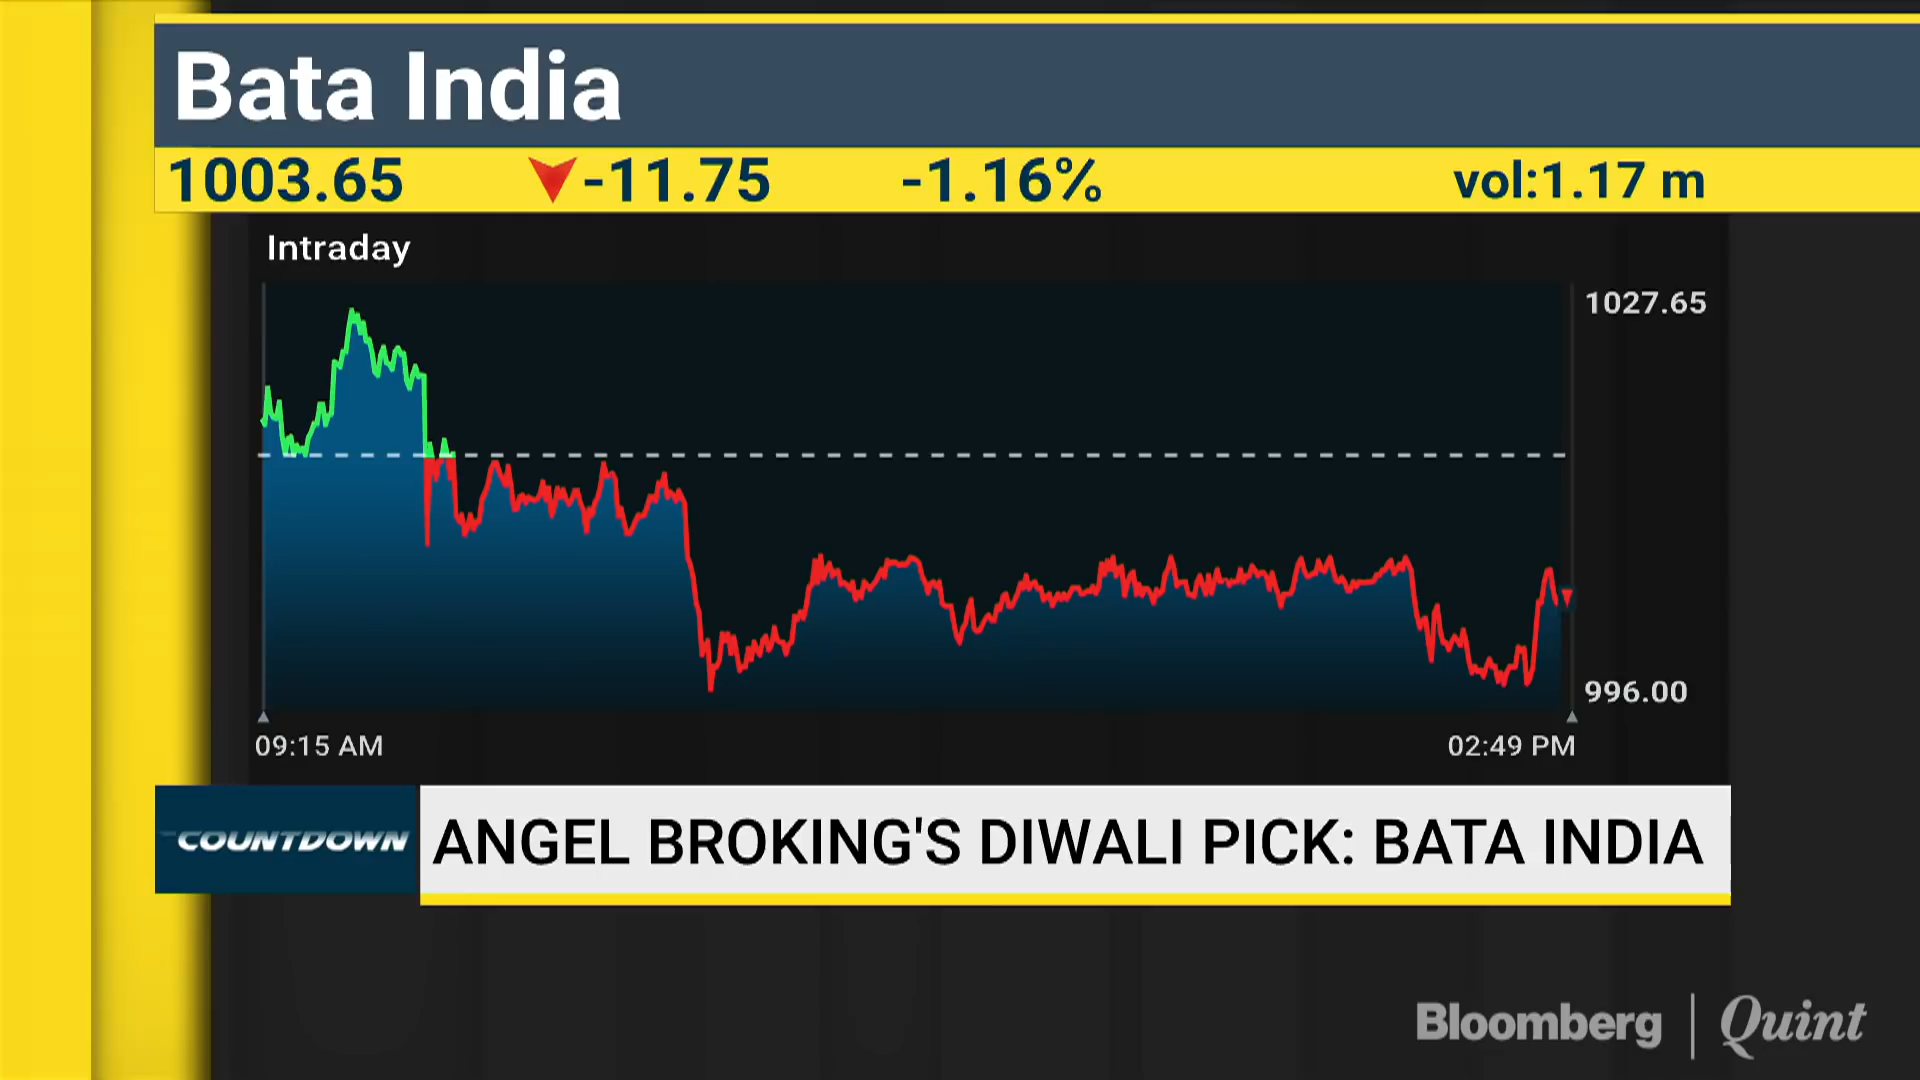 Bata India
1003.65 -11.75 -1.16% vol:1.17 m
Intraday
1027.65
996.00
09:15 AM 02:49 PM
COUNTDOWN
ANGEL BROKING'S DIWALI PICK: BATA INDIA
Bloomberg | Quint